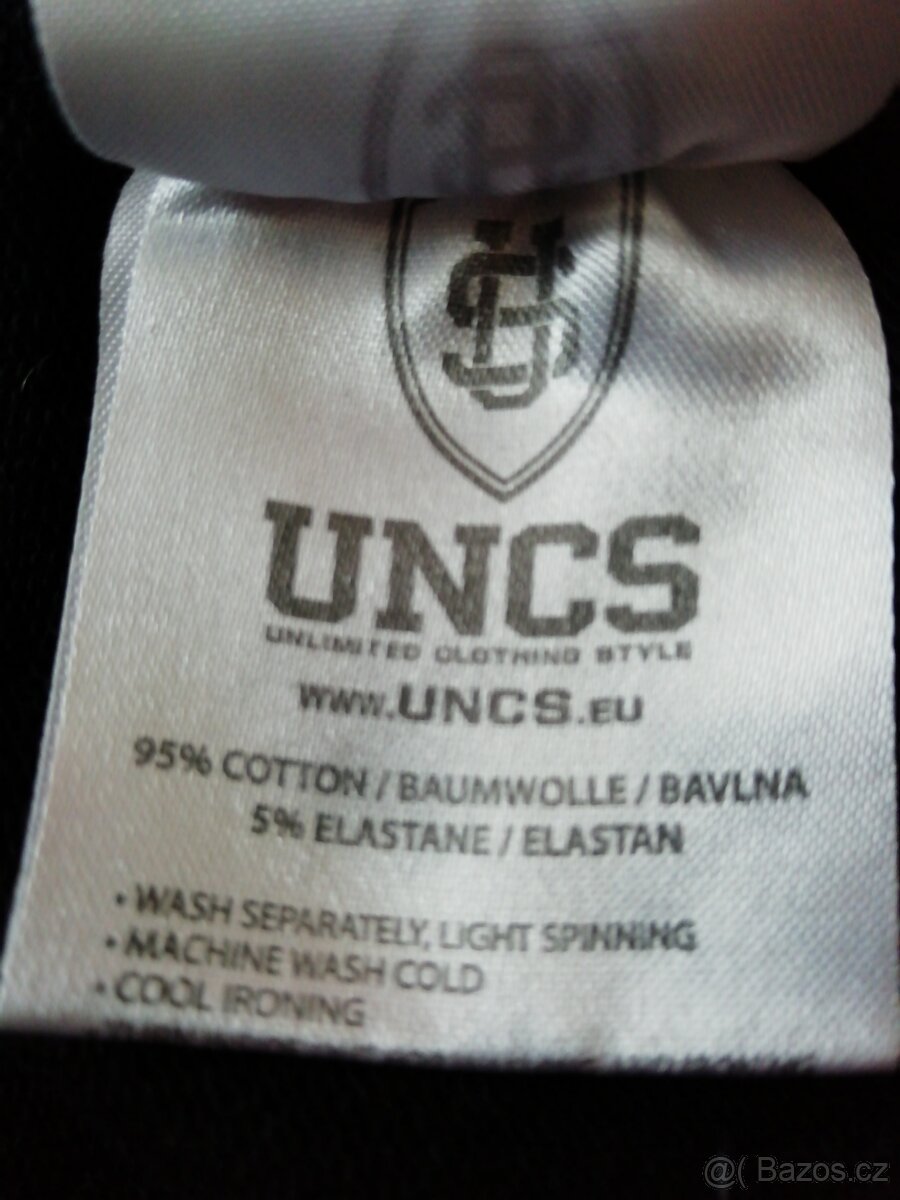 UNCS
UNLIMITED CLOTHING STYLE
www.UNCS.EU
95% COTTON / BAUMWOLLE / BAVLNA
5% ELASTANE / ELASTAN
• WASH SEPARATELY, LIGHT SPINNING
• MACHINE WASH COLD
• COOL IRONING
@( Bazos.cz